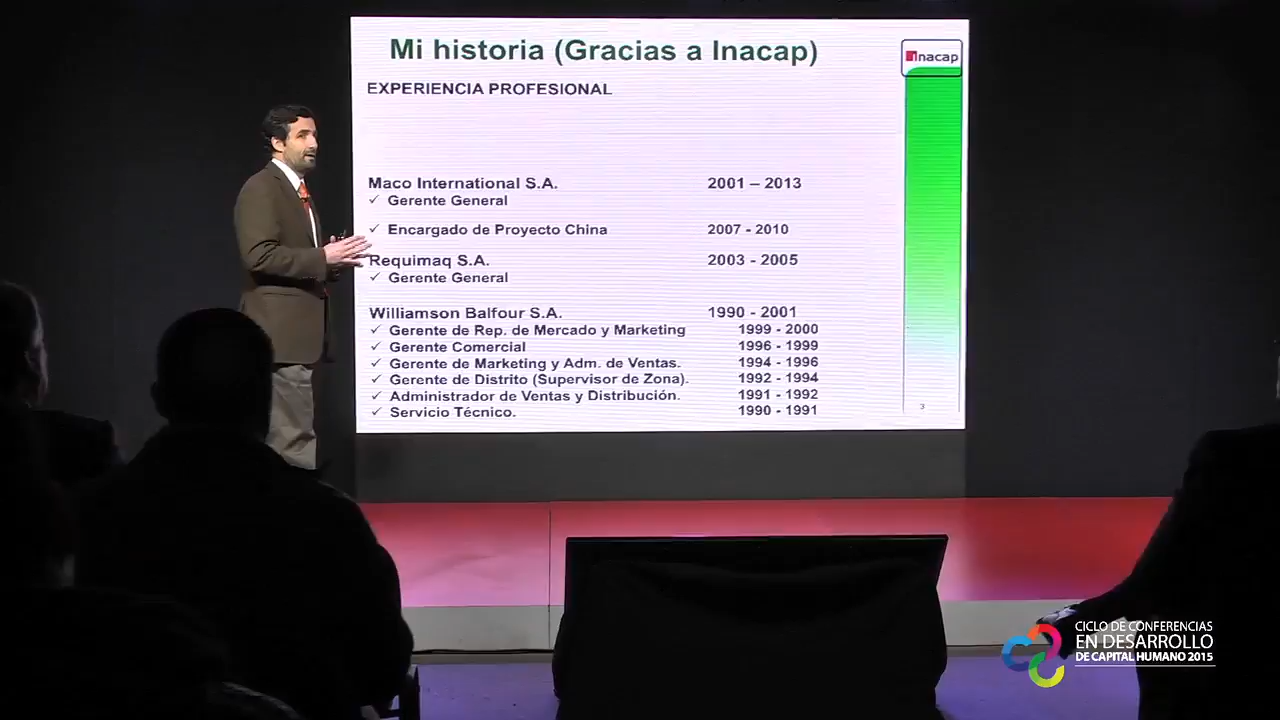 Mi historia (Gracias a Inacap)
Inacap
EXPERIENCIA PROFESIONAL
Maco International S.A. 2001 – 2013
✓ Gerente General
✓ Encargado de Proyecto China 2007 - 2010
Requimaq S.A. 2003 - 2005
✓ Gerente General
Williamson Balfour S.A. 1990 - 2001
✓ Gerente de Rep. de Mercado y Marketing 1999 - 2000
✓ Gerente Comercial 1996 - 1999
✓ Gerente de Marketing y Adm. de Ventas. 1994 - 1996
✓ Gerente de Distrito (Supervisor de Zona). 1992 - 1994
✓ Administrador de Ventas y Distribución. 1991 - 1992
✓ Servicio Técnico. 1990 - 1991
3
CICLO DE CONFERENCIAS
EN DESARROLLO
DE CAPITAL HUMANO 2015